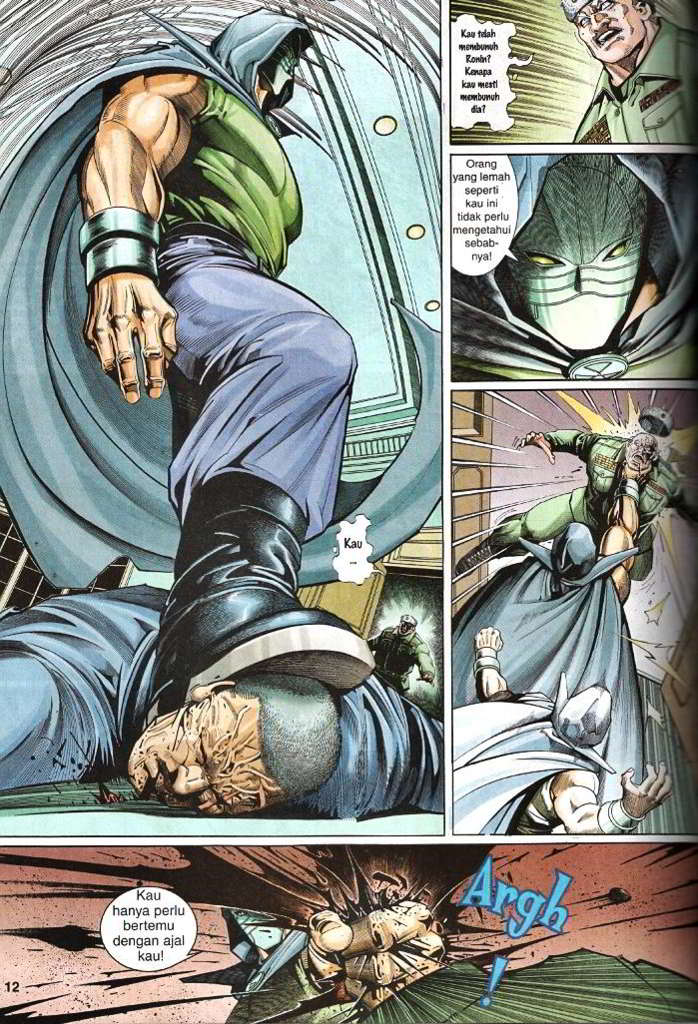 Kau
...
Kau telah
membunuh
Ronin?
Kenapa
kau mesti
membunuh
dia?
Orang
yang lemah
seperti
kau ini
tidak perlu
mengetahui
sebab-
nya!
Kau
hanya perlu
bertemu
dengan ajal
kau!
Argh
!
12